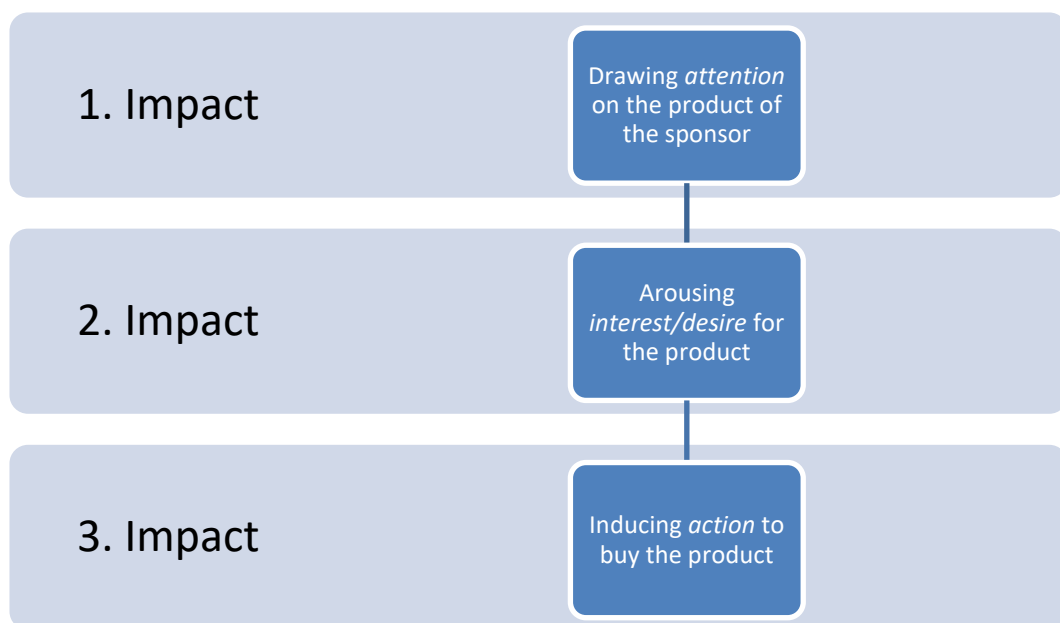 1. Impact
Drawing attention
on the product of
the sponsor
2. Impact
Arousing
interest/desire for
the product
3. Impact
Inducing action to
buy the product